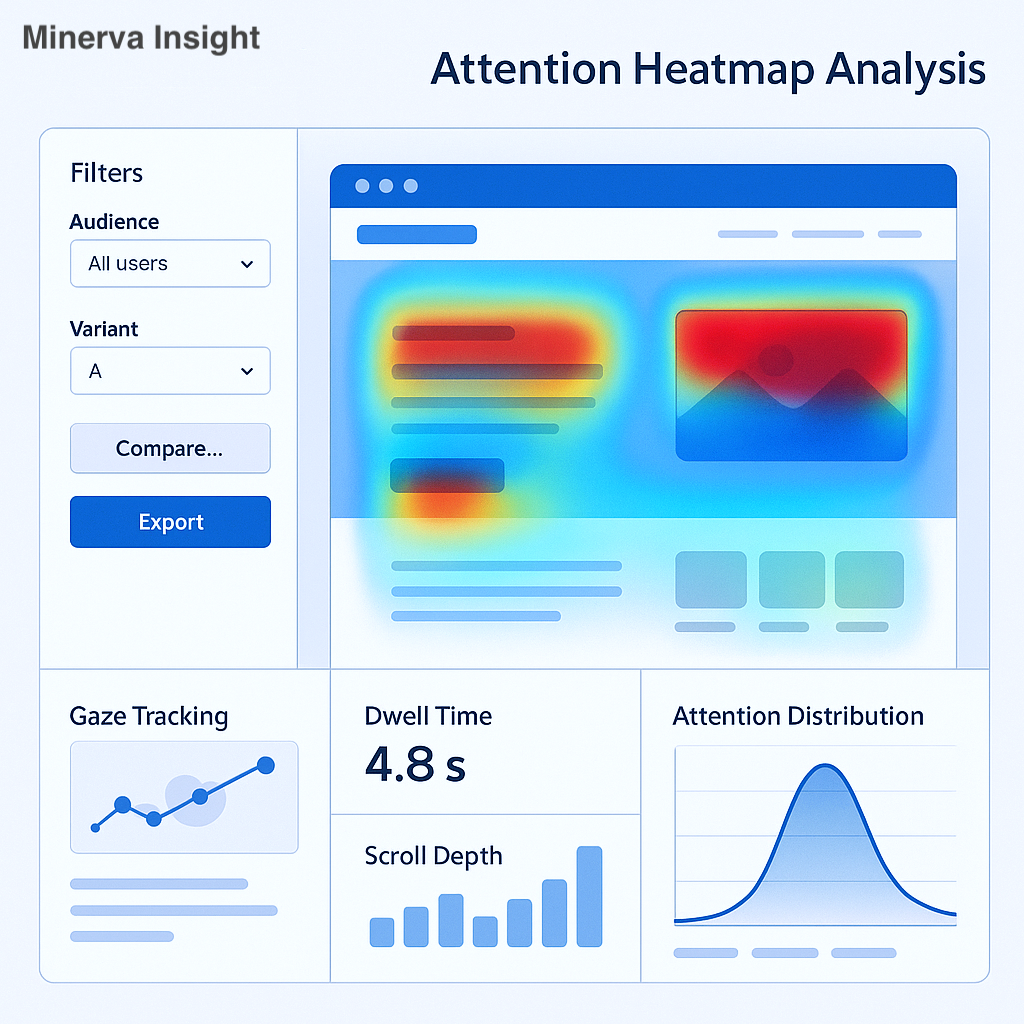 Minerva Insight
Attention Heatmap Analysis
Filters
Audience
All users
Variant
A
Compare...
Export
Gaze Tracking
Dwell Time
4.8 s
Scroll Depth
Attention Distribution